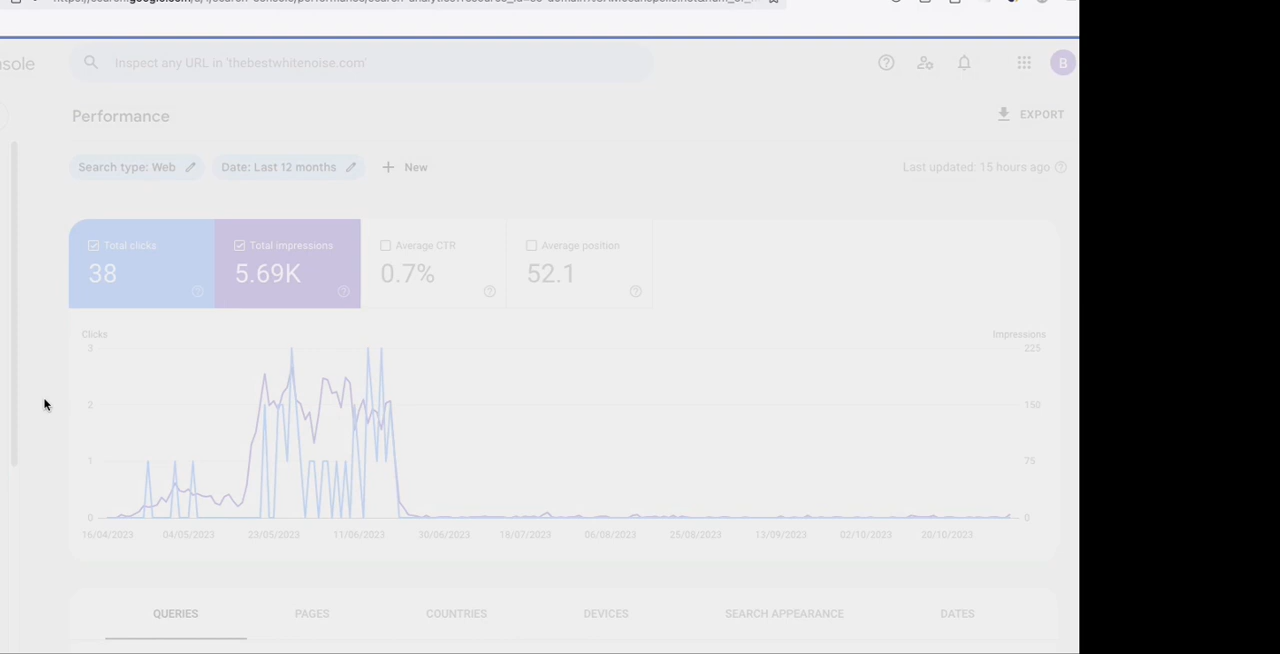 nsole
Inspect any URL in 'thebestwhitenoise.com'
B
Performance
EXPORT
Search type: Web
Date: Last 12 months
New
Last updated: 15 hours ago
Total clicks
38
Total impressions
5.69K
Average CTR
0.7%
Average position
52.1
Clicks
Impressions
3
225
2
150
1
75
0
0
16/04/2023
04/05/2023
23/05/2023
11/06/2023
30/06/2023
19/07/2023
06/08/2023
25/08/2023
13/09/2023
02/10/2023
20/10/2023
QUERIES
PAGES
COUNTRIES
DEVICES
SEARCH APPEARANCE
DATES